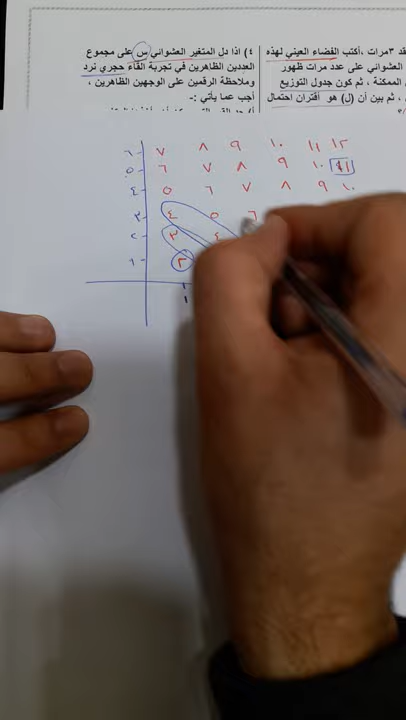 قد ٣مرات ،أكتب الفضاء العيني لهذه
العشوائي على عدد مرات ظهور
الممكنة ، ثم كون جدول التوزيع
، ثم بين أن (ل) هو أقتران احتمال
٤) اذا دل المتغير العشوائي س على مجموع
العددين الظاهرين في تجربة القاء حجري نرد
وملاحظة الرقمين على الوجهين الظاهرين ،
أجب عما يأتي :-
٦ ٧ ٨ ٩ ١٠ ١١ ١٢
٥ ٦ ٧ ٨ ٩ ١٠ ١١
٤ ٥ ٦ ٧ ٨ ٩ ١٠
٣ ٤ ٥ ٦
٢ ٣ ٤
١ ٢
١